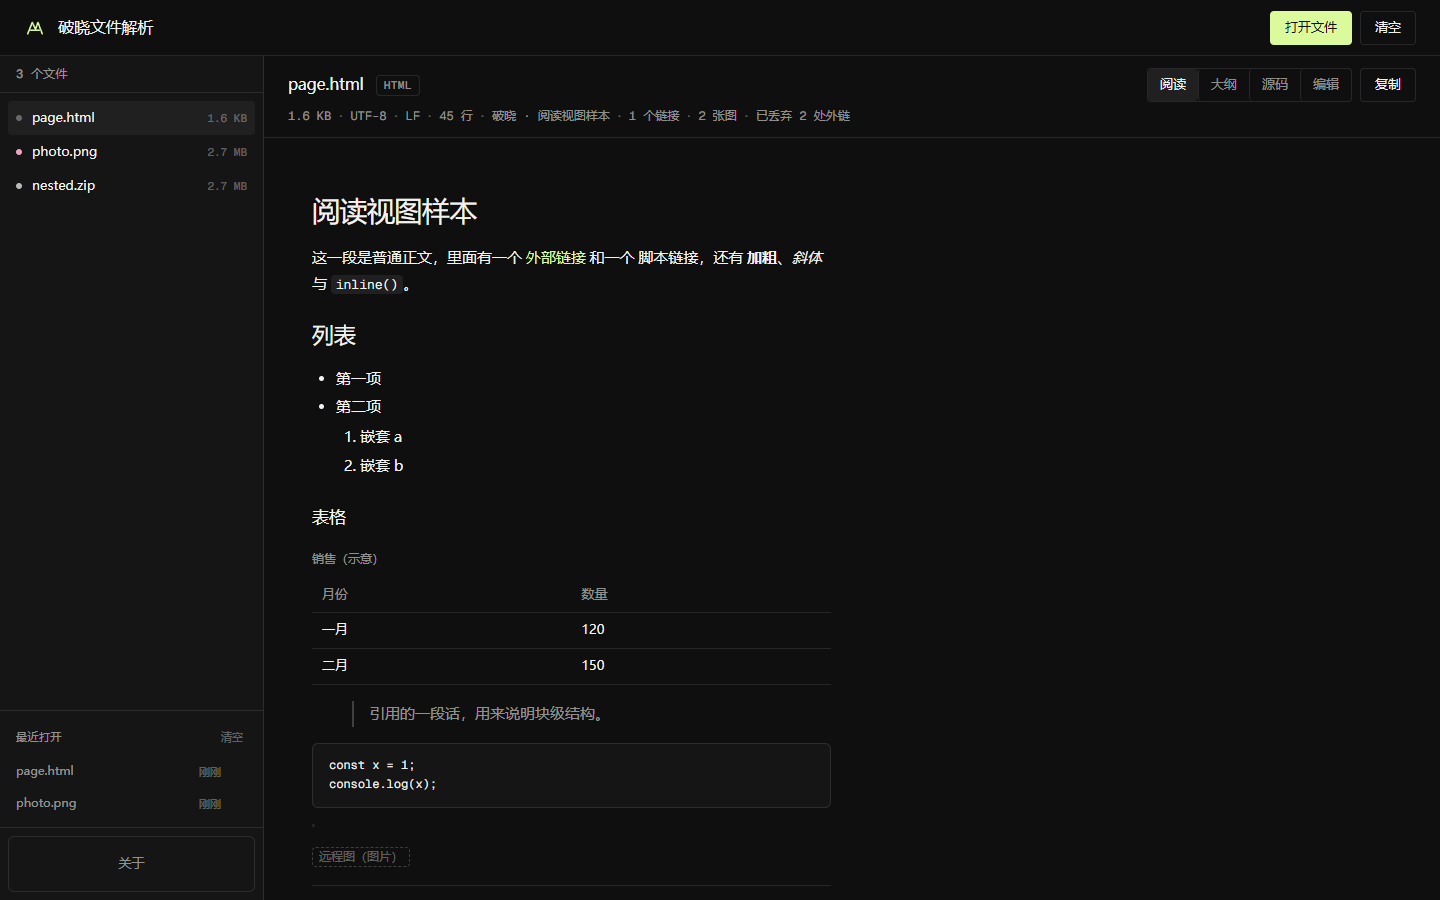 破晓文件解析
打开文件
清空
3 个文件
page.html 1.6 KB
photo.png 2.7 MB
nested.zip 2.7 MB
最近打开 清空
page.html 刚刚
photo.png 刚刚
关于
page.html HTML
阅读 大纲 源码 编辑 复制
1.6 KB · UTF-8 · LF · 45 行 · 破晓 · 阅读视图样本 · 1 个链接 · 2 张图 · 已丢弃 2 处外链
阅读视图样本
这一段是普通正文，里面有一个 外部链接 和一个 脚本链接，还有 加粗、斜体
与 inline()。
列表
• 第一项
• 第二项
1. 嵌套 a
2. 嵌套 b
表格
销售（示意）
月份 数量
一月 120
二月 150
引用的一段话，用来说明块级结构。
const x = 1;
console.log(x);
远程图（图片）